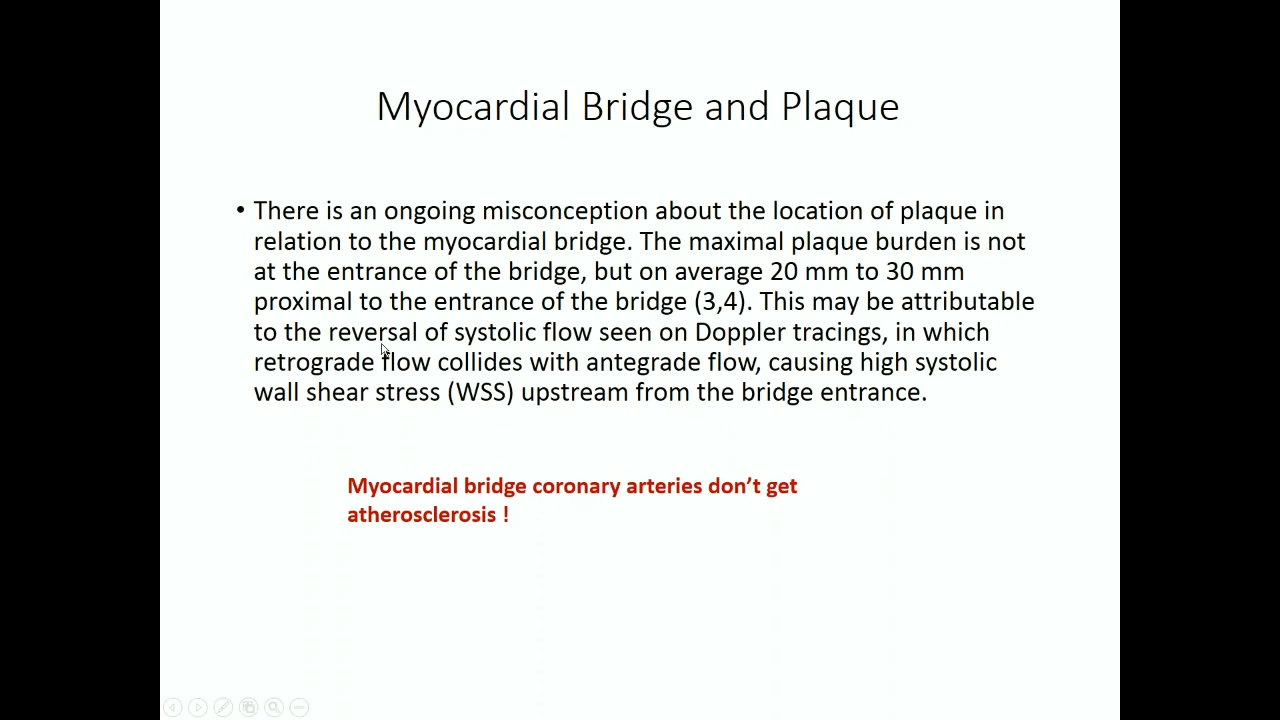 Myocardial Bridge and Plaque
• There is an ongoing misconception about the location of plaque in
relation to the myocardial bridge. The maximal plaque burden is not
at the entrance of the bridge, but on average 20 mm to 30 mm
proximal to the entrance of the bridge (3,4). This may be attributable
to the reversal of systolic flow seen on Doppler tracings, in which
retrograde flow collides with antegrade flow, causing high systolic
wall shear stress (WSS) upstream from the bridge entrance.
Myocardial bridge coronary arteries don’t get
atherosclerosis !